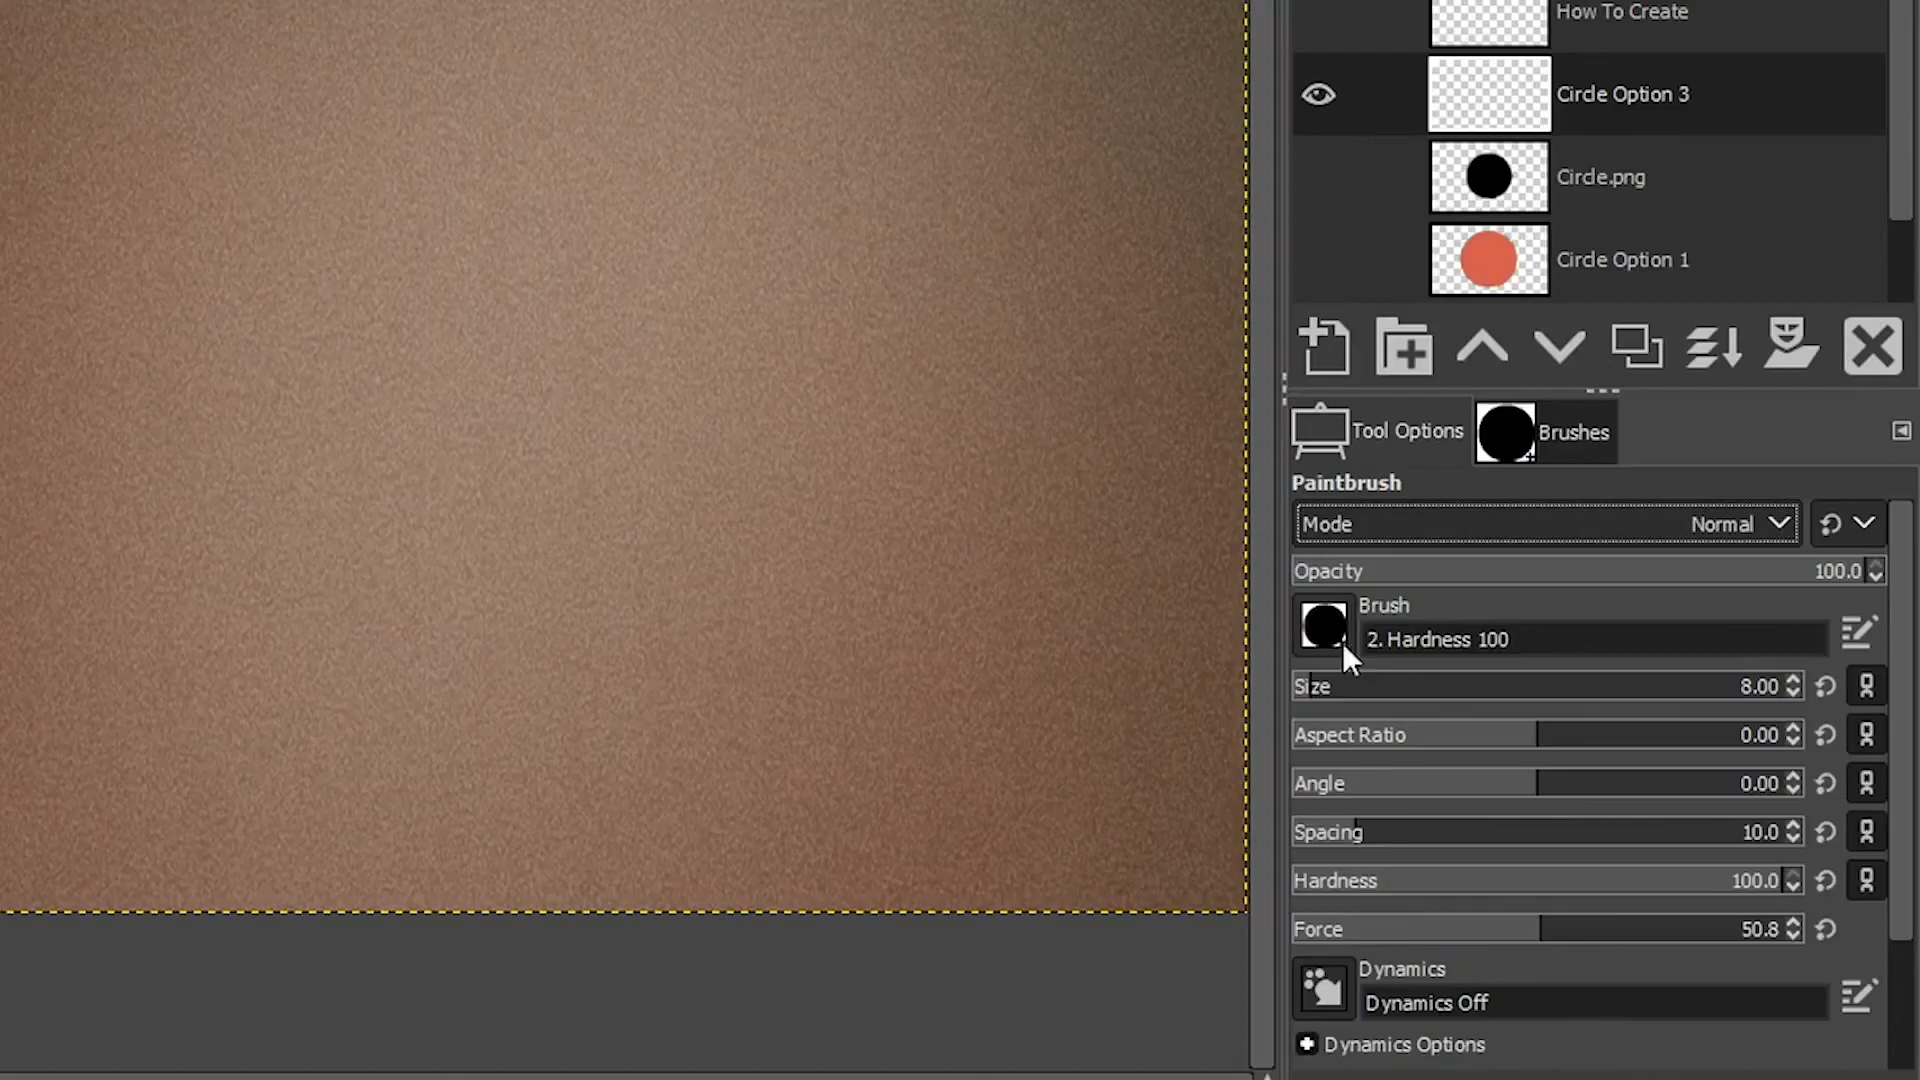 How To Create
Circle Option 3
Circle.png
Circle Option 1
Tool Options
Brushes
Paintbrush
Mode Normal
Opacity 100.0
Brush
2. Hardness 100
Size 8.00
Aspect Ratio 0.00
Angle 0.00
Spacing 10.0
Hardness 100.0
Force 50.8
Dynamics
Dynamics Off
Dynamics Options